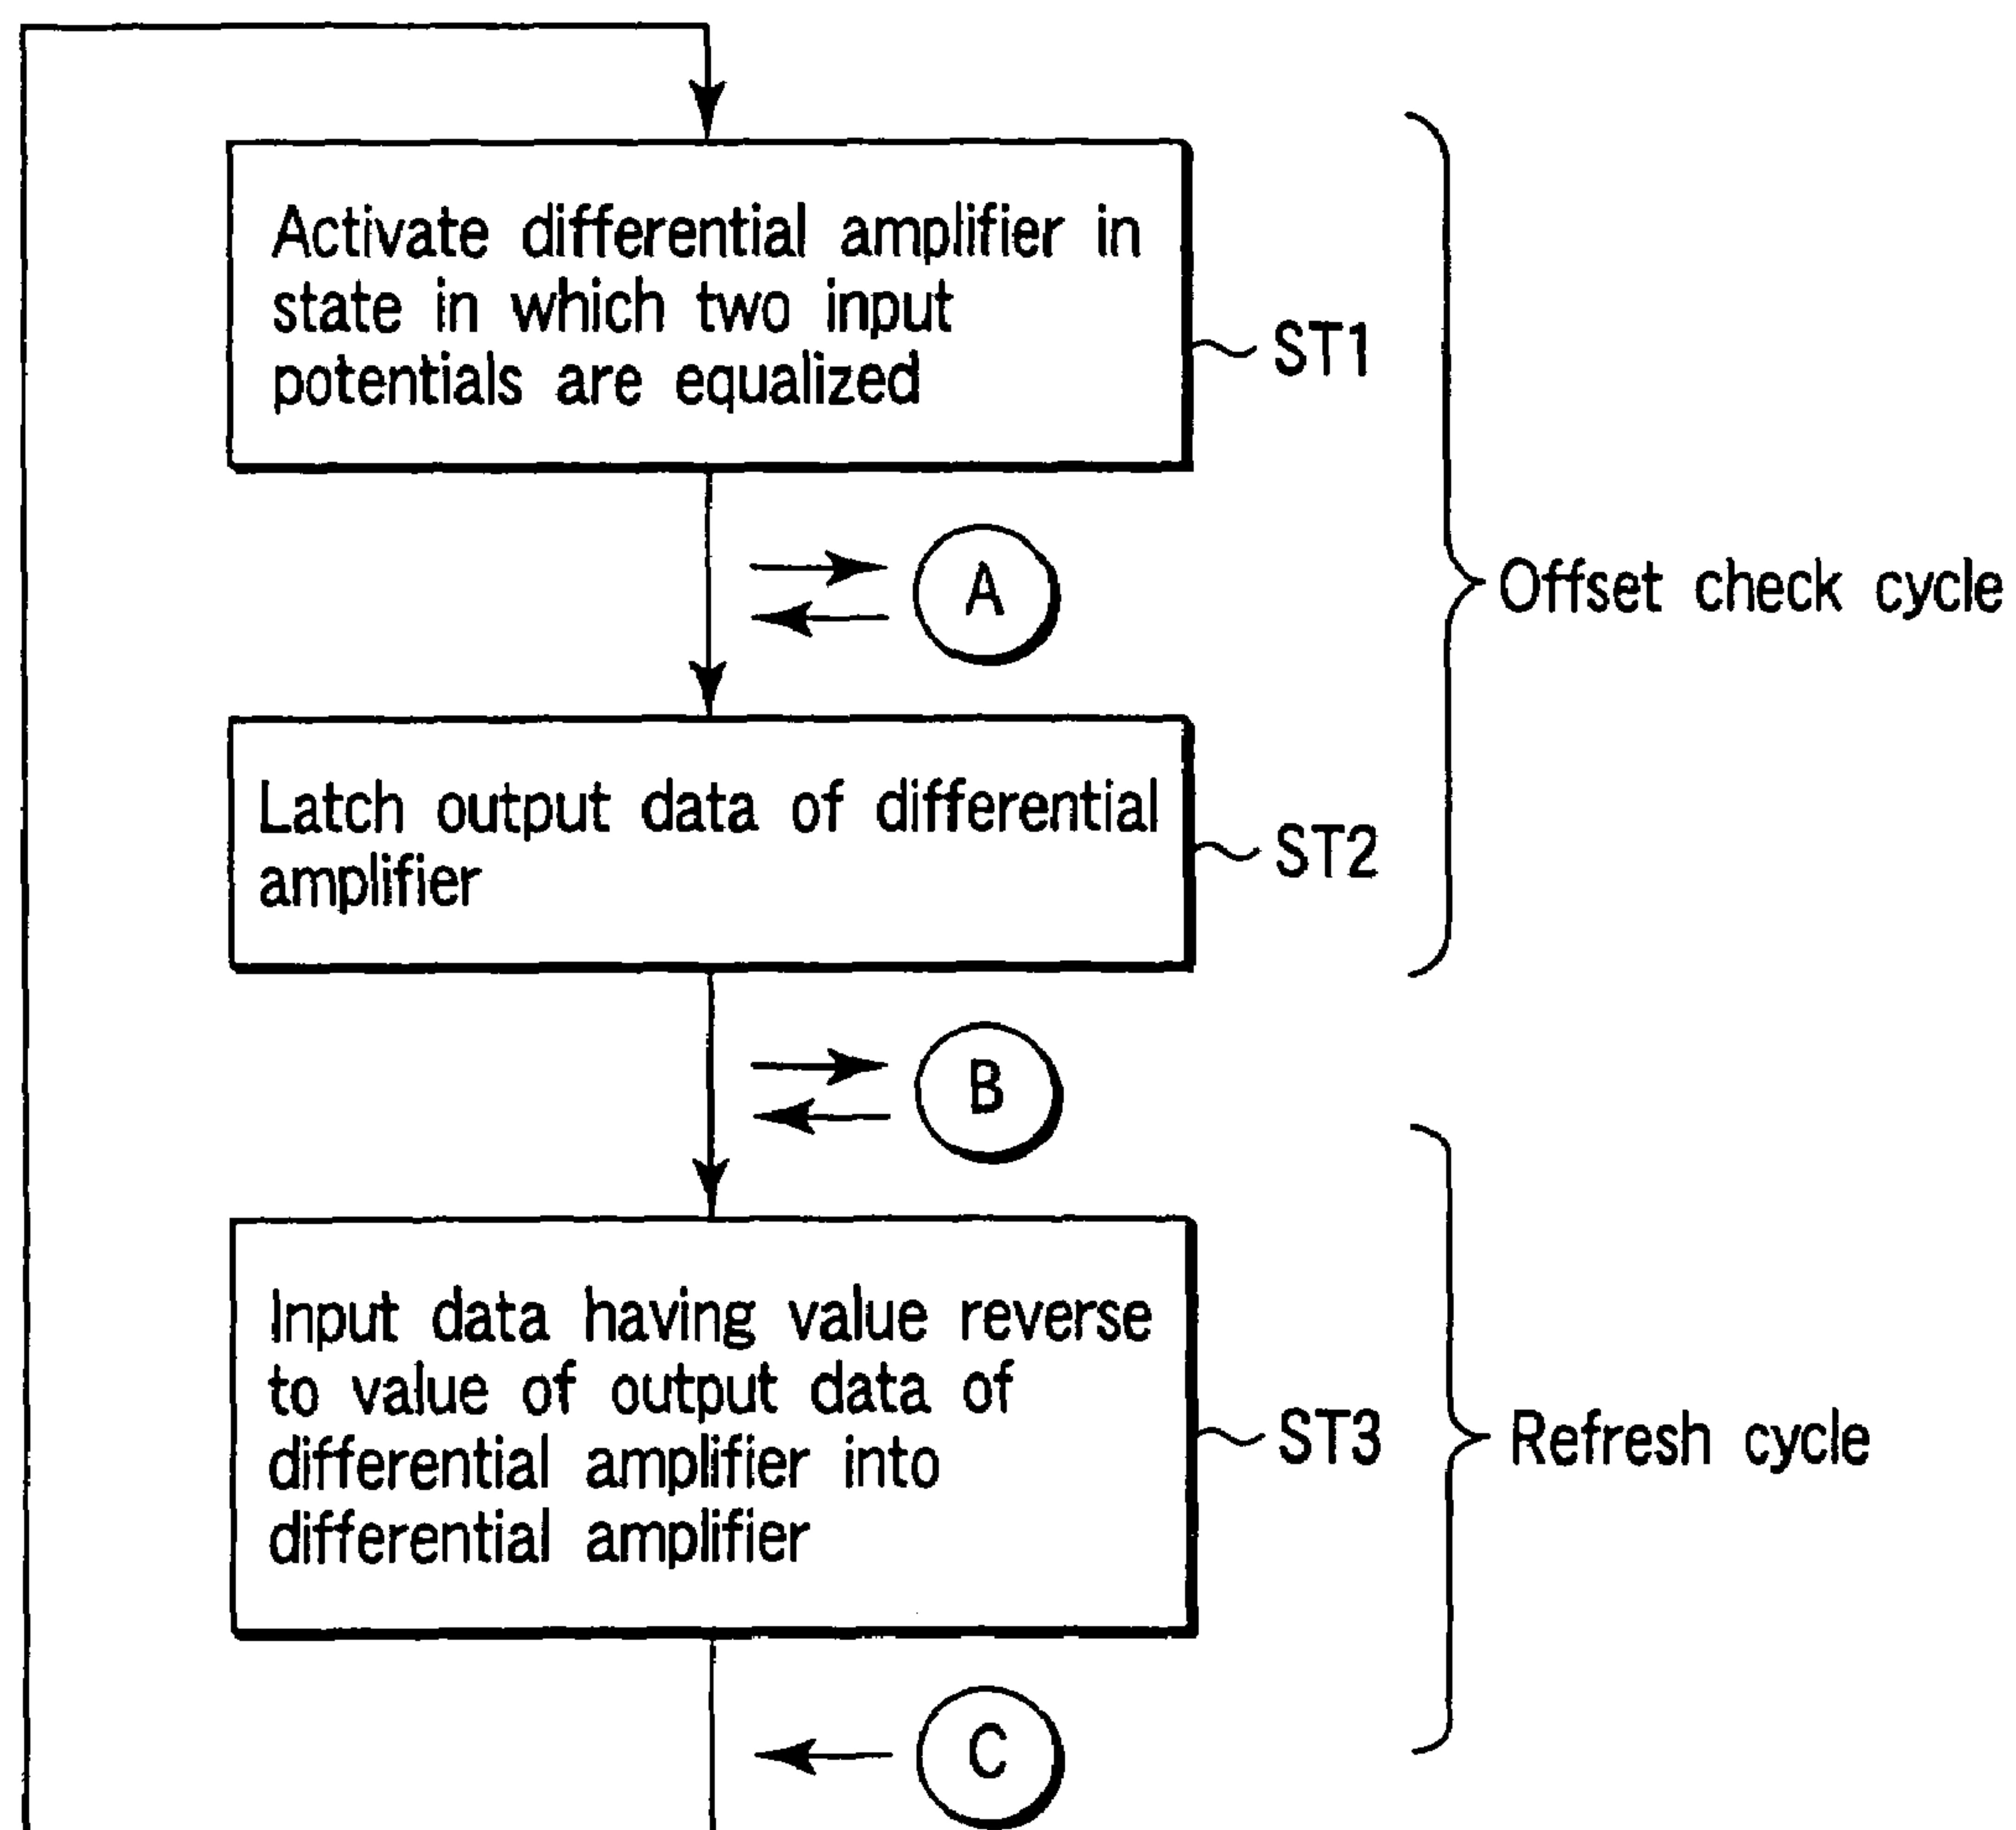 Activate differential amplifier in
state in which two input
potentials are equalized
ST1
A
Offset check cycle
Latch output data of differential
amplifier
ST2
B
Input data having value reverse
to value of output data of
differential amplifier into
differential amplifier
ST3
Refresh cycle
C